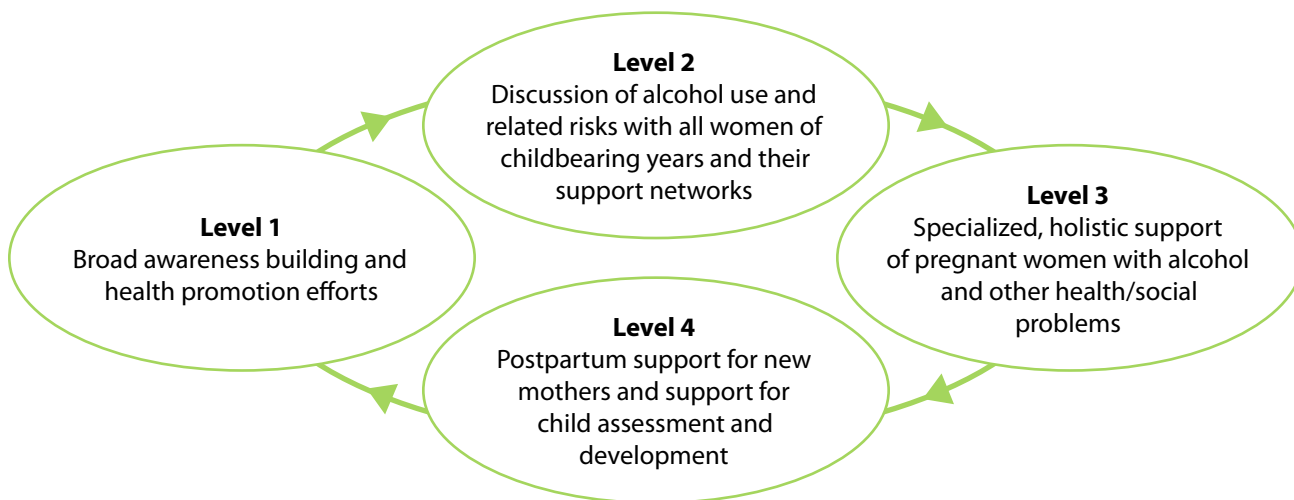 Level 1
Broad awareness building and
health promotion efforts
Level 2
Discussion of alcohol use and
related risks with all women of
childbearing years and their
support networks
Level 3
Specialized, holistic support
of pregnant women with alcohol
and other health/social
problems
Level 4
Postpartum support for new
mothers and support for
child assessment and
development